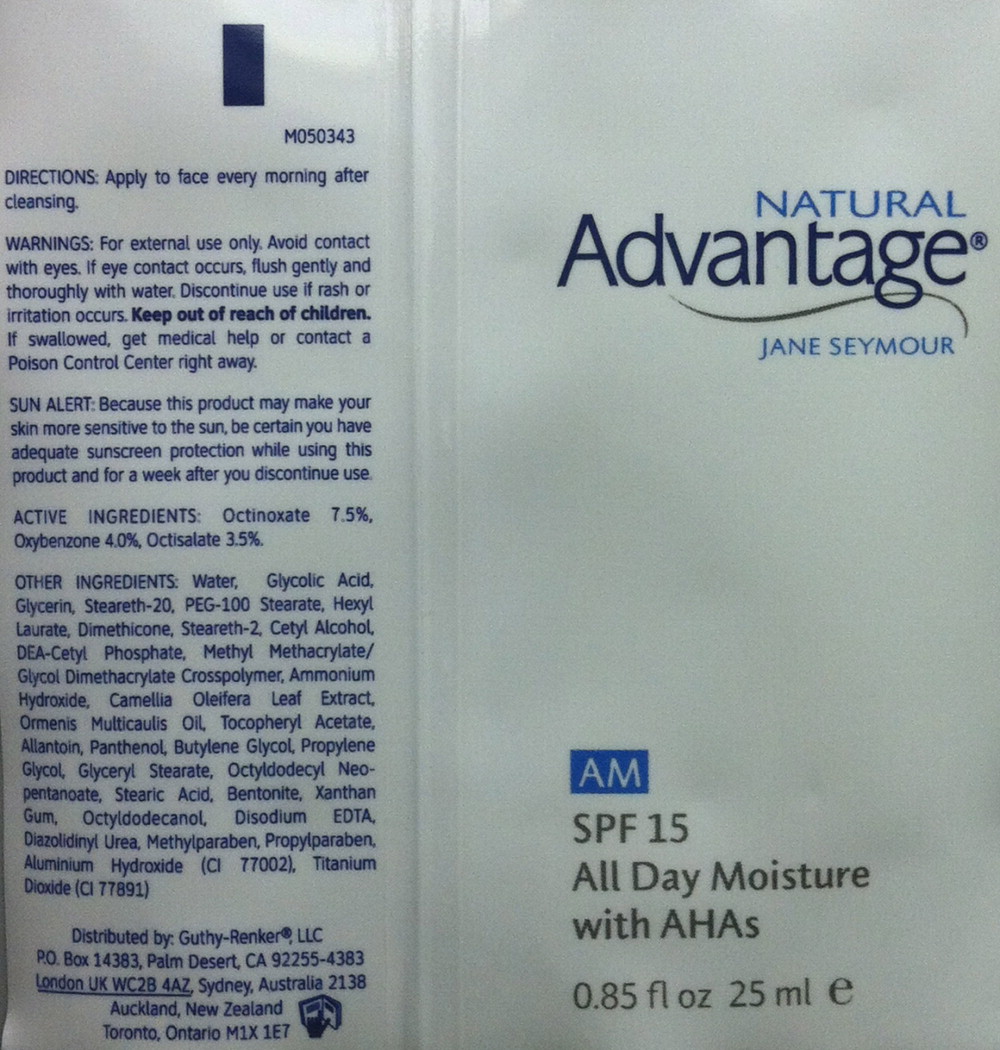 M050343
DIRECTIONS: Apply to face every morning after
cleansing.
WARNINGS: For external use only. Avoid contact
with eyes. If eye contact occurs, flush gently and
thoroughly with water. Discontinue use if rash or
irritation occurs. Keep out of reach of children.
If swallowed, get medical help or contact a
Poison Control Center right away.
SUN ALERT: Because this product may make your
skin more sensitive to the sun, be certain you have
adequate sunscreen protection while using this
product and for a week after you discontinue use.
ACTIVE INGREDIENTS: Octinoxate 7.5%,
Oxybenzone 4.0%, Octisalate 3.5%.
OTHER INGREDIENTS: Water, Glycolic Acid,
Glycerin, Steareth-20, PEG-100 Stearate, Hexyl
Laurate, Dimethicone, Steareth-2, Cetyl Alcohol,
DEA-Cetyl Phosphate, Methyl Methacrylate/
Glycol Dimethacrylate Crosspolymer, Ammonium
Hydroxide, Camellia Oleifera Leaf Extract,
Ormenis Multicaulis Oil, Tocopheryl Acetate,
Allantoin, Panthenol, Butylene Glycol, Propylene
Glycol, Glyceryl Stearate, Octyldodecyl Neo-
pentanoate, Stearic Acid, Bentonite, Xanthan
Gum, Octyldodecanol, Disodium EDTA,
Diazolidinyl Urea, Methylparaben, Propylparaben,
Aluminium Hydroxide (CI 77002), Titanium
Dioxide (CI 77891)
Distributed by: Guthy-Renker®, LLC
P.O. Box 14383, Palm Desert, CA 92255-4383
London UK WC2B 4AZ, Sydney, Australia 2138
Auckland, New Zealand
Toronto, Ontario M1X 1E7
NATURAL
Advantage®
JANE SEYMOUR
AM
SPF 15
All Day Moisture
with AHAs
0.85 fl oz 25 ml ℮